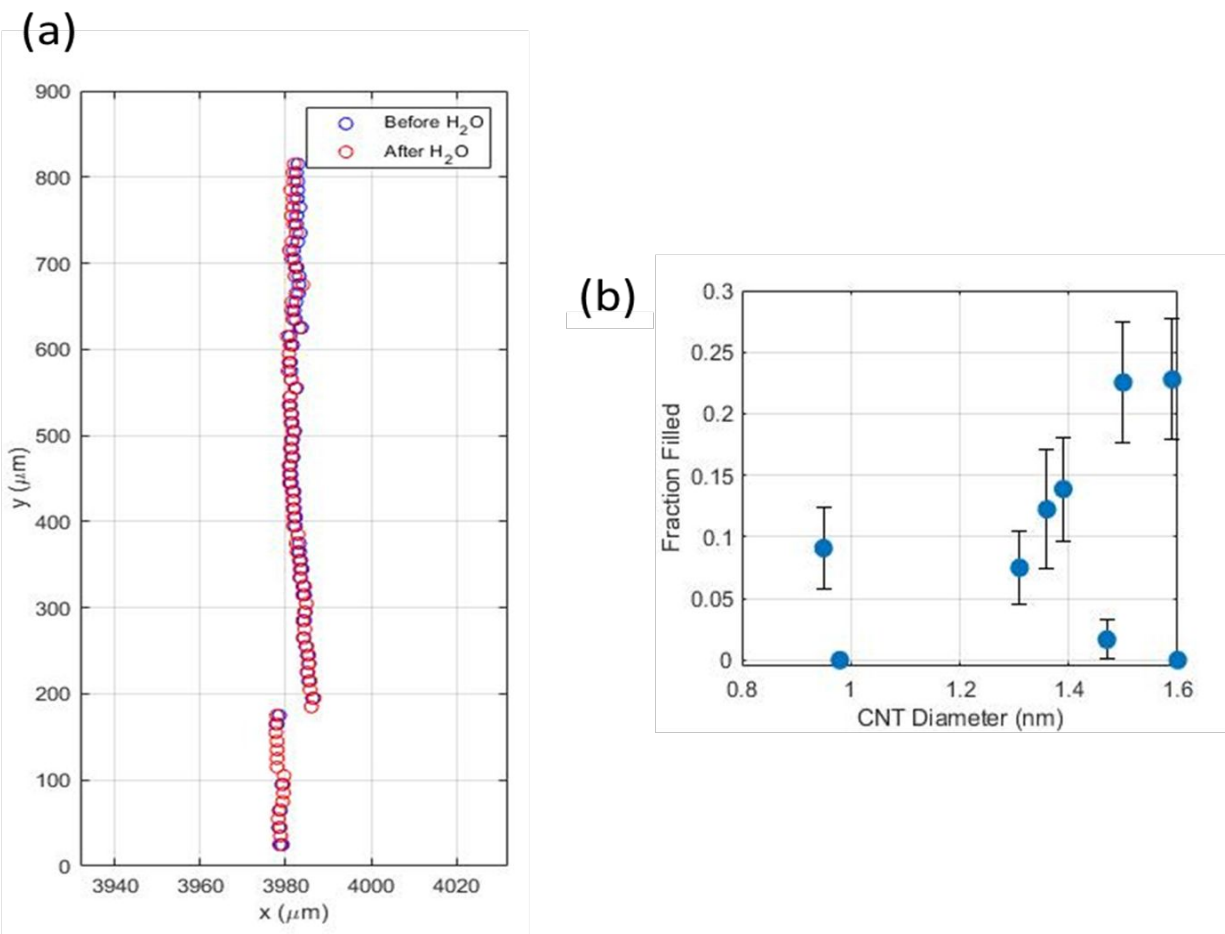 (a)
900
800
700
600
500
400
300
200
100
0
y (μm)
Before H₂O
After H₂O
3940 3960 3980 4000 4020
x (μm)
(b)
0.3
0.25
0.2
0.15
0.1
0.05
0
Fraction Filled
0.8 1 1.2 1.4 1.6
CNT Diameter (nm)